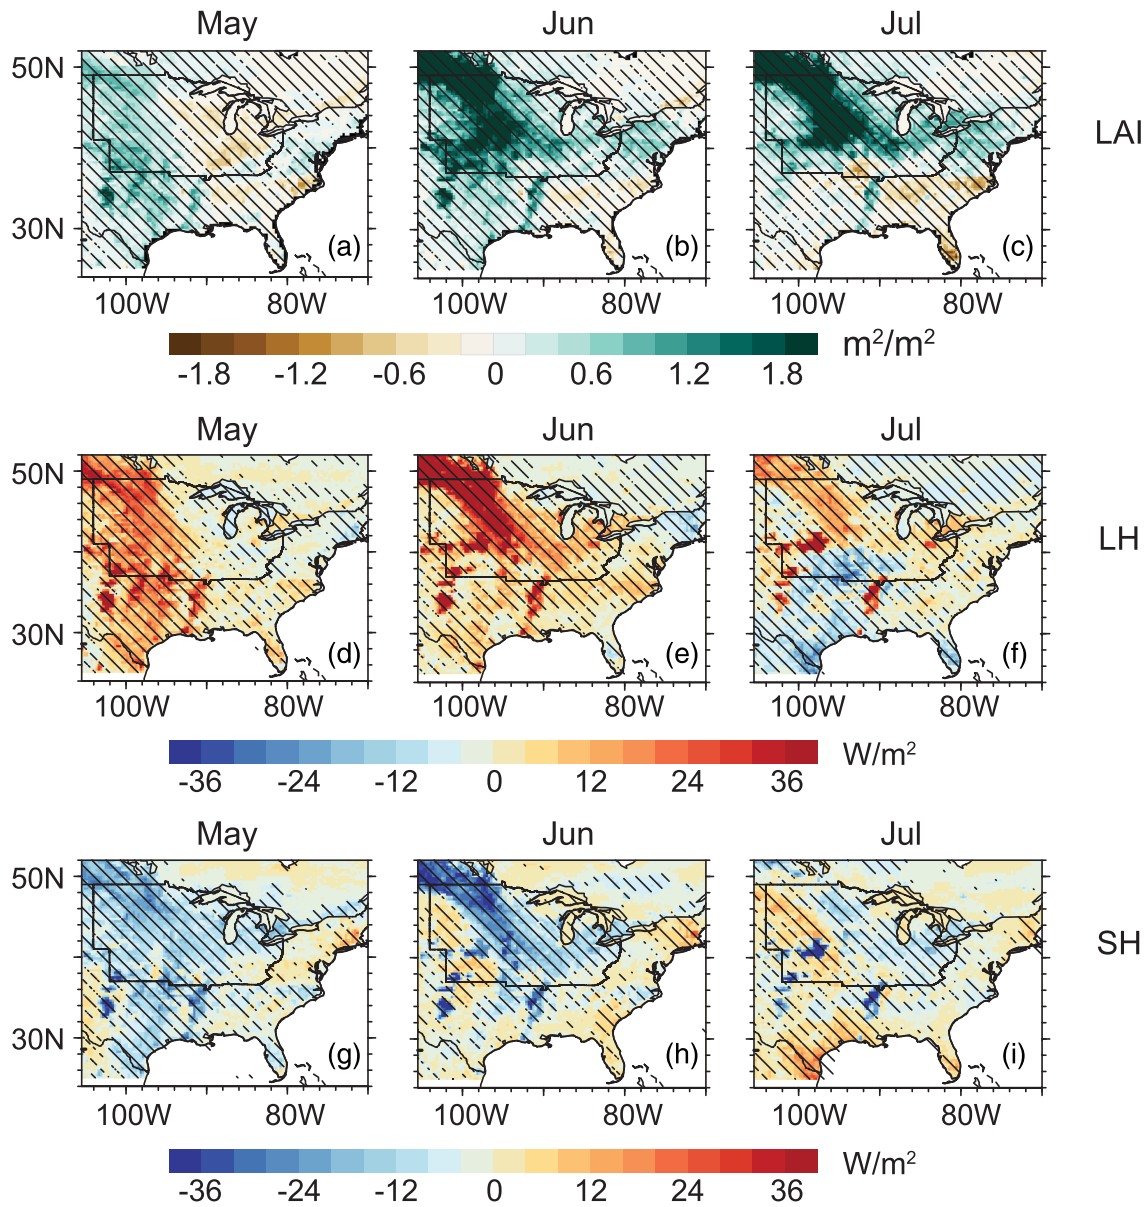 May Jun Jul
50N
30N
(a) (b) (c)
LAI
100W 80W 100W 80W 100W 80W
-1.8 -1.2 -0.6 0 0.6 1.2 1.8 m²/m²
May Jun Jul
50N
30N
(d) (e) (f)
LH
100W 80W 100W 80W 100W 80W
-36 -24 -12 0 12 24 36 W/m²
May Jun Jul
50N
30N
(g) (h) (i)
SH
100W 80W 100W 80W 100W 80W
-36 -24 -12 0 12 24 36 W/m²